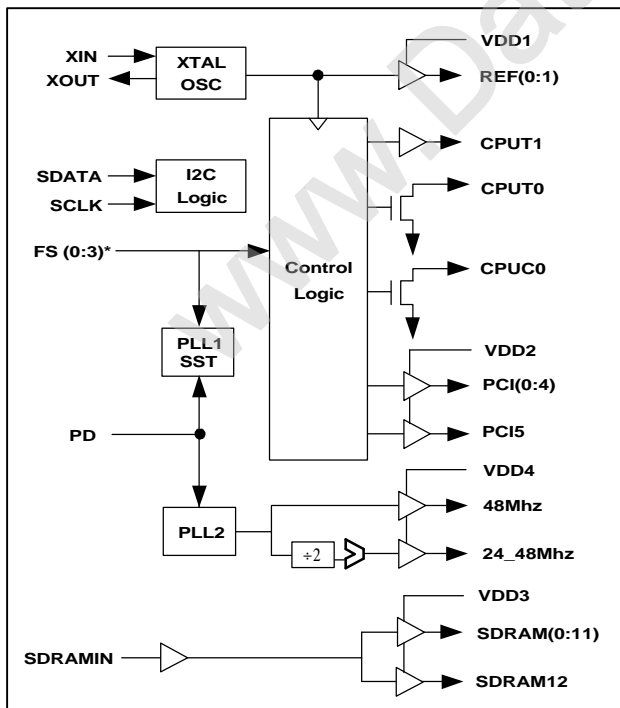 XIN
XOUT
XTAL
OSC
VDD1
REF(0:1)
CPUT1
SDATA
SCLK
I2C
Logic
CPUT0
FS (0:3)*
Control
Logic
CPUC0
PLL1
SST
VDD2
PCI(0:4)
PD
PCI5
VDD4
PLL2
48Mhz
÷2
24_48Mhz
VDD3
SDRAMIN
SDRAM(0:11)
SDRAM12
www.Da